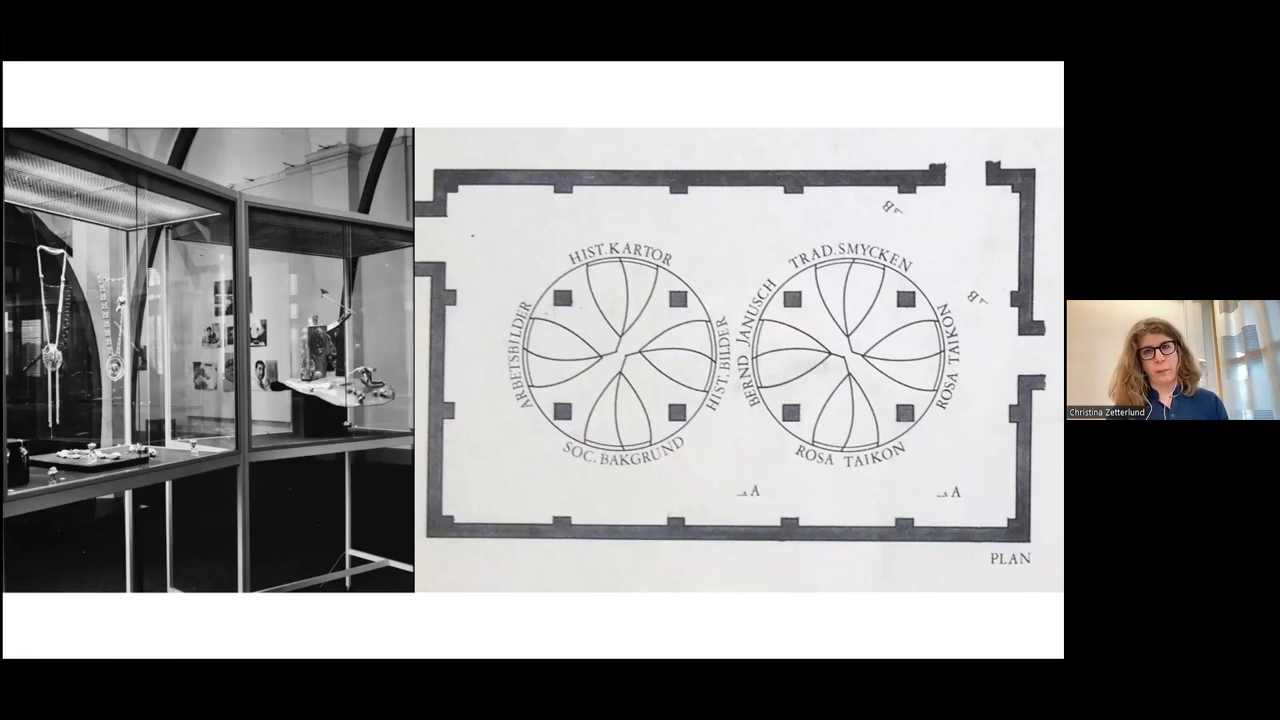 HIST. KARTOR
ARBETSBILDER
HIST. BILDER
SOC. BAKGRUND
TRAD. SMYCKEN
BERND JANUSCH
ROSA TAIKON
ROSA TAIKON
B
B
A
A
PLAN
Christina Zetterlund